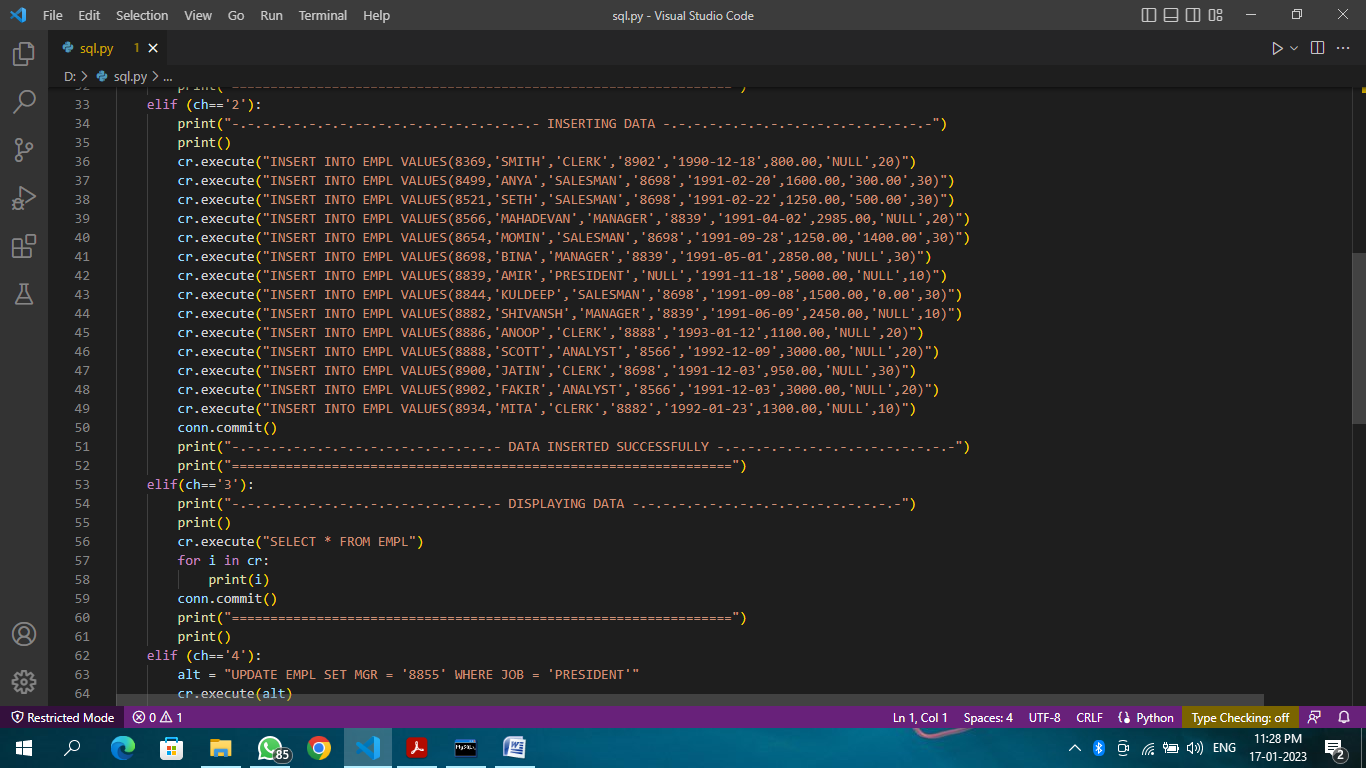 File Edit Selection View Go Run Terminal Help sql.py - Visual Studio Code
sql.py 1
D: > sql.py > ...
33 elif (ch=='2'):
34 print("-.-.-.-.-.-.-.-.--.-.-.-.-.-.-.-.-.-.-.- INSERTING DATA -.-.-.-.-.-.-.-.-.-.-.-.-.-.-.-.-.-")
35 print()
36 cr.execute("INSERT INTO EMPL VALUES(8369,'SMITH','CLERK','8902','1990-12-18',800.00,'NULL',20)")
37 cr.execute("INSERT INTO EMPL VALUES(8499,'ANYA','SALESMAN','8698','1991-02-20',1600.00,'300.00',30)")
38 cr.execute("INSERT INTO EMPL VALUES(8521,'SETH','SALESMAN','8698','1991-02-22',1250.00,'500.00',30)")
39 cr.execute("INSERT INTO EMPL VALUES(8566,'MAHADEVAN','MANAGER','8839','1991-04-02',2985.00,'NULL',20)")
40 cr.execute("INSERT INTO EMPL VALUES(8654,'MOMIN','SALESMAN','8698','1991-09-28',1250.00,'1400.00',30)")
41 cr.execute("INSERT INTO EMPL VALUES(8698,'BINA','MANAGER','8839','1991-05-01',2850.00,'NULL',30)")
42 cr.execute("INSERT INTO EMPL VALUES(8839,'AMIR','PRESIDENT','NULL','1991-11-18',5000.00,'NULL',10)")
43 cr.execute("INSERT INTO EMPL VALUES(8844,'KULDEEP','SALESMAN','8698','1991-09-08',1500.00,'0.00',30)")
44 cr.execute("INSERT INTO EMPL VALUES(8882,'SHIVANSH','MANAGER','8839','1991-06-09',2450.00,'NULL',10)")
45 cr.execute("INSERT INTO EMPL VALUES(8886,'ANOOP','CLERK','8888','1993-01-12',1100.00,'NULL',20)")
46 cr.execute("INSERT INTO EMPL VALUES(8888,'SCOTT','ANALYST','8566','1992-12-09',3000.00,'NULL',20)")
47 cr.execute("INSERT INTO EMPL VALUES(8900,'JATIN','CLERK','8698','1991-12-03',950.00,'NULL',30)")
48 cr.execute("INSERT INTO EMPL VALUES(8902,'FAKIR','ANALYST','8566','1991-12-03',3000.00,'NULL',20)")
49 cr.execute("INSERT INTO EMPL VALUES(8934,'MITA','CLERK','8882','1992-01-23',1300.00,'NULL',10)")
50 conn.commit()
51 print("-.-.-.-.-.-.-.-.-.-.-.-.-.-.-.-.-.- DATA INSERTED SUCCESSFULLY -.-.-.-.-.-.-.-.-.-.-.-.-.-.-.-")
52 print("=================================================================")
53 elif(ch=='3'):
54 print("-.-.-.-.-.-.-.-.-.-.-.-.-.-.-.-.-.- DISPLAYING DATA -.-.-.-.-.-.-.-.-.-.-.-.-.-.-.-.-.-")
55 print()
56 cr.execute("SELECT * FROM EMPL")
57 for i in cr:
58 print(i)
59 conn.commit()
60 print("=================================================================")
61 print()
62 elif (ch=='4'):
63 alt = "UPDATE EMPL SET MGR = '8855' WHERE JOB = 'PRESIDENT'"
64 cr.execute(alt)
Restricted Mode 0 1 Ln 1, Col 1 Spaces: 4 UTF-8 CRLF Python Type Checking: off
85 MySQL ENG 11:28 PM
17-01-2023 2